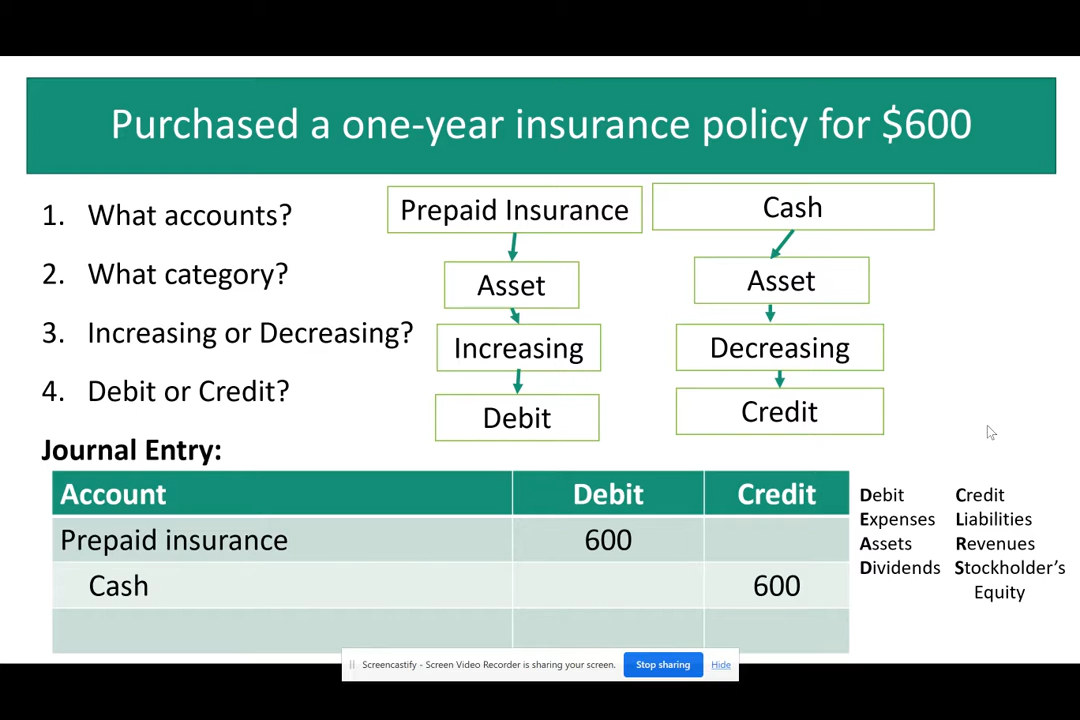 Purchased a one-year insurance policy for $600
1. What accounts?
Prepaid Insurance
Cash
2. What category?
Asset
Asset
3. Increasing or Decreasing?
Increasing
Decreasing
4. Debit or Credit?
Debit
Credit
Journal Entry:
Account Debit Credit
Prepaid insurance 600
Cash 600
Debit Credit
Expenses Liabilities
Assets Revenues
Dividends Stockholder's
Equity
Screencastify - Screen Video Recorder is sharing your screen. Stop sharing Hide